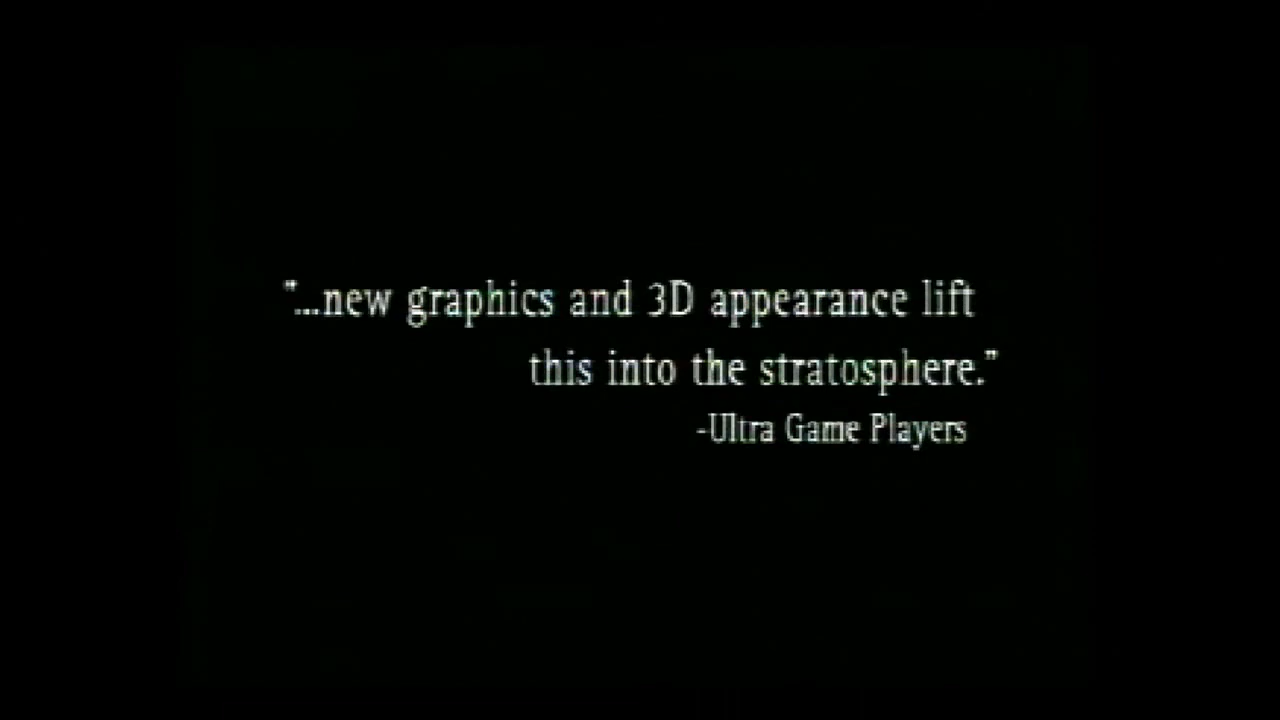 "...new graphics and 3D appearance lift
this into the stratosphere."
-Ultra Game Players